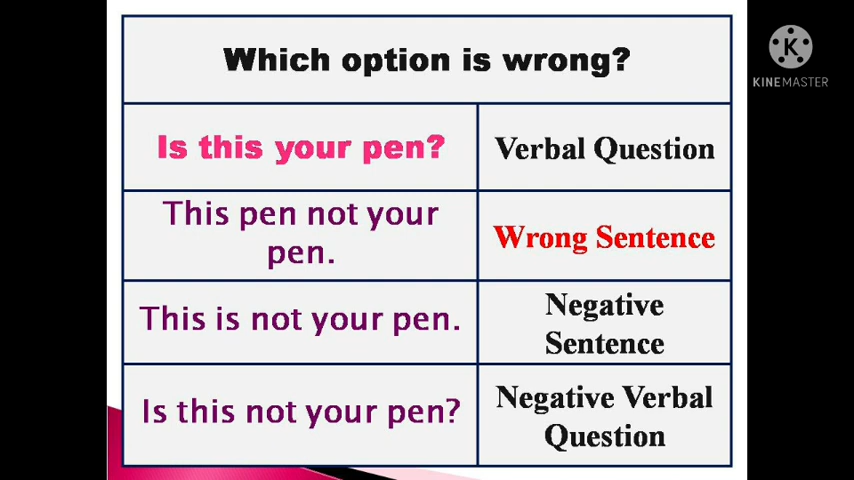 Which option is wrong?
K
KINEMASTER
Is this your pen?
Verbal Question
This pen not your
pen.
Wrong Sentence
This is not your pen.
Negative
Sentence
Is this not your pen?
Negative Verbal
Question